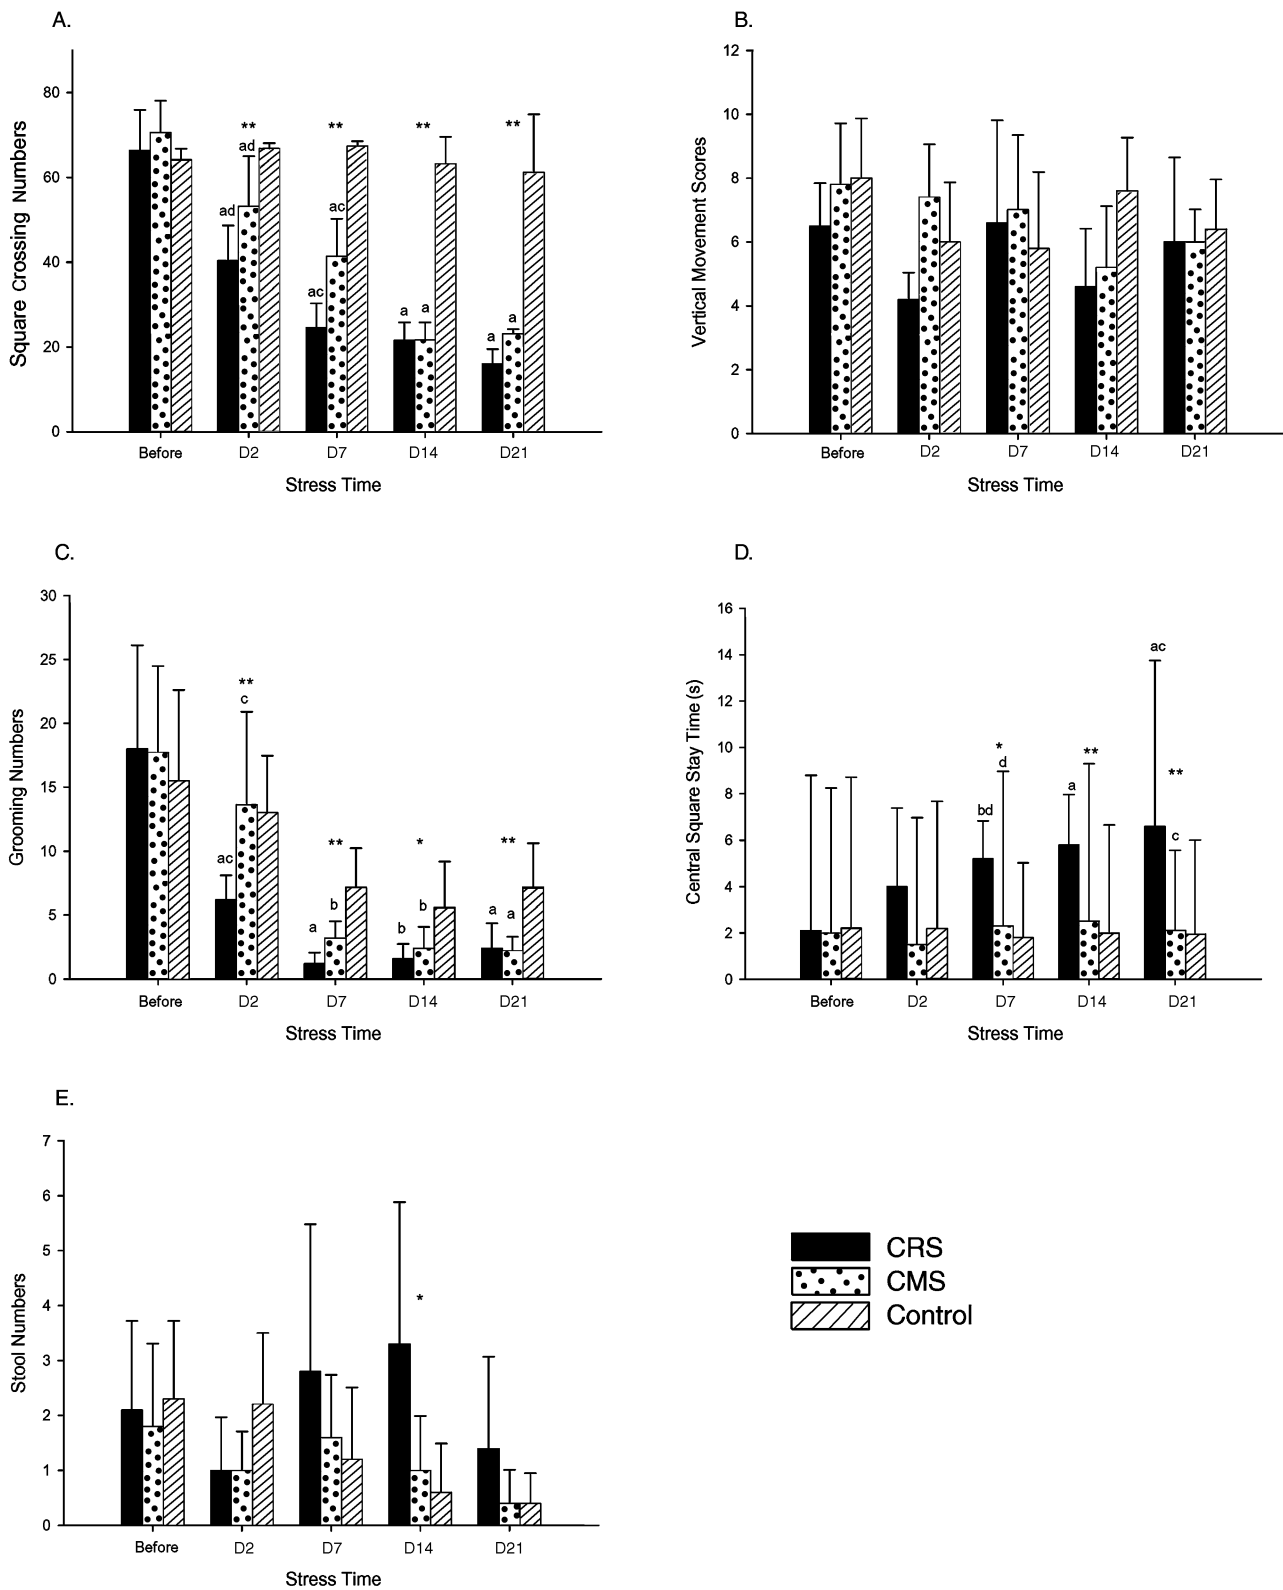 A.
Square Crossing Numbers
80
60
40
20
0
** ** ** **
ad ad
ac ac
a a
a a
Before D2 D7 D14 D21
Stress Time
B.
Vertical Movement Scores
12
10
8
6
4
2
0
Before D2 D7 D14 D21
Stress Time
C.
Grooming Numbers
30
25
20
15
10
5
0
** ** * **
ac c
a b
b b
a a
Before D2 D7 D14 D21
Stress Time
D.
Central Square Stay Time (s)
16
14
12
10
8
6
4
2
0
* ** **
bd d
a
ac c
Before D2 D7 D14 D21
Stress Time
E.
Stool Numbers
7
6
5
4
3
2
1
0
*
Before D2 D7 D14 D21
Stress Time
CRS
CMS
Control